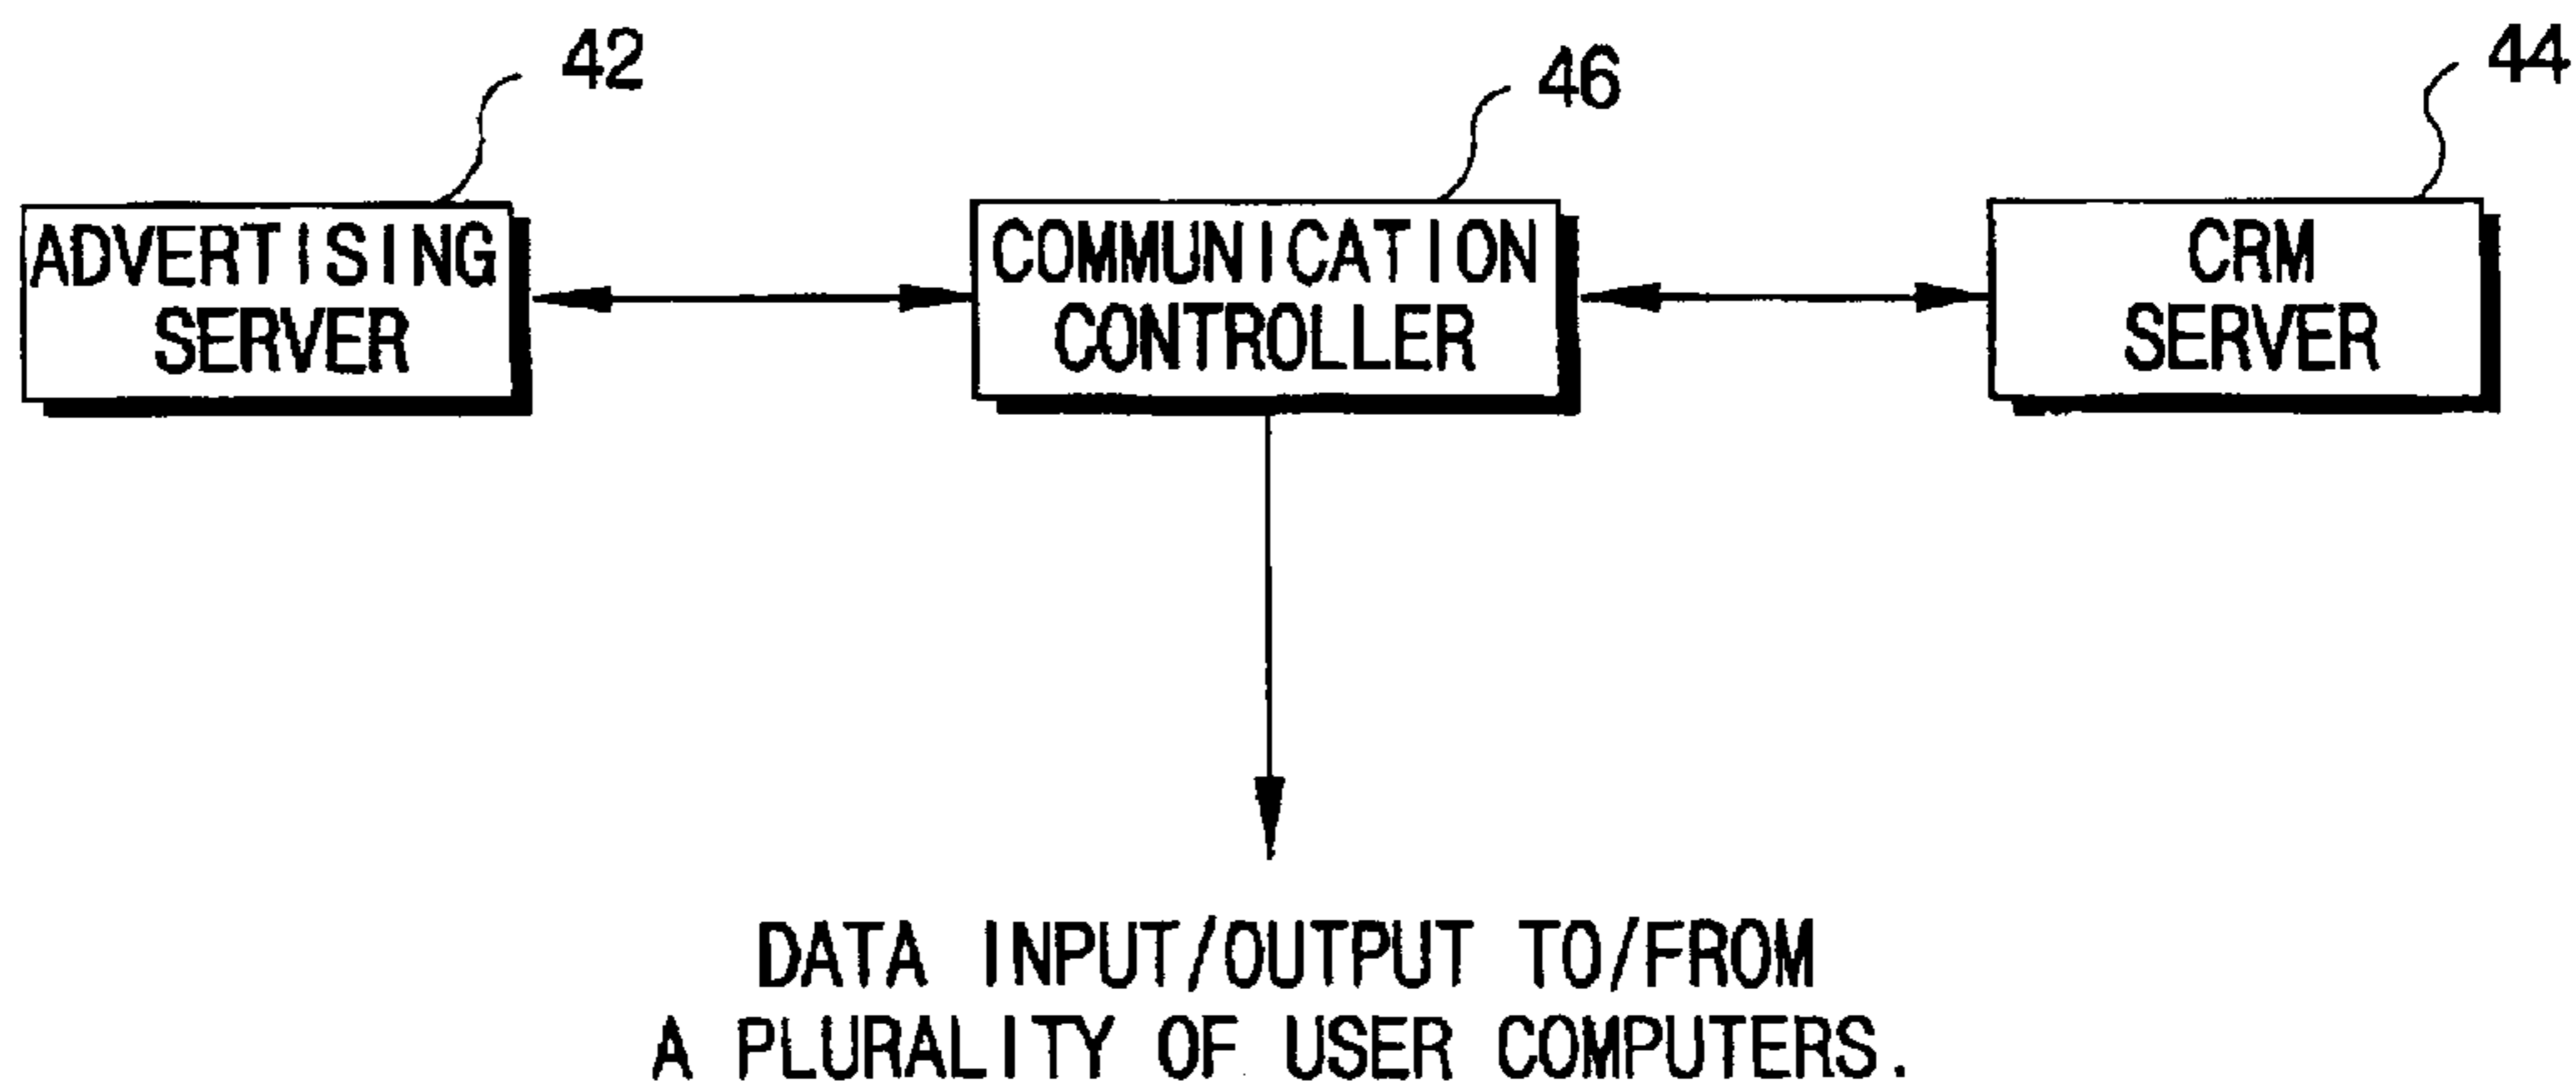 42
46
44
ADVERTISING
SERVER
COMMUNICATION
CONTROLLER
CRM
SERVER
DATA INPUT/OUTPUT TO/FROM
A PLURALITY OF USER COMPUTERS.